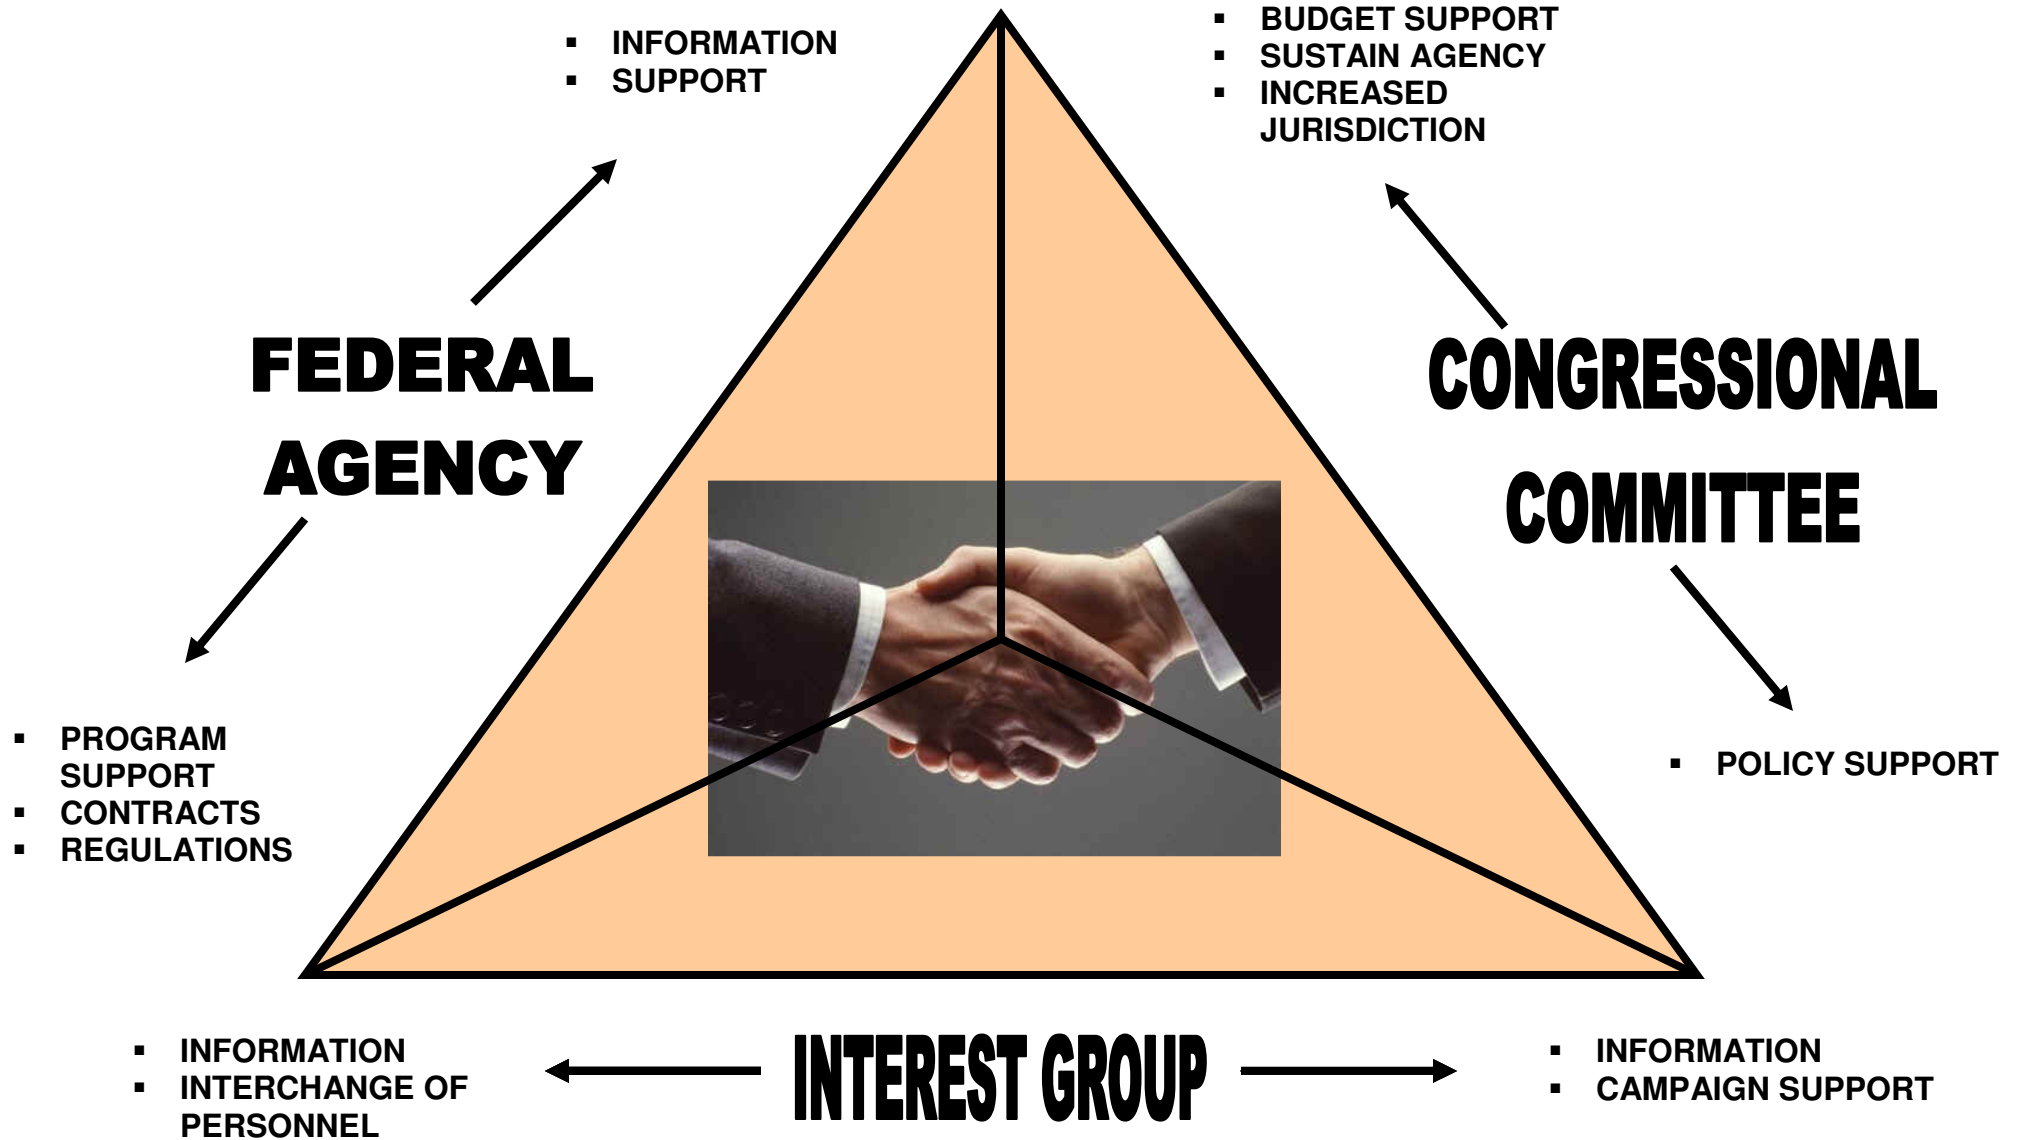 ▪ INFORMATION
▪ SUPPORT
▪ BUDGET SUPPORT
▪ SUSTAIN AGENCY
▪ INCREASED
JURISDICTION
FEDERAL
AGENCY
CONGRESSIONAL
COMMITTEE
▪ PROGRAM
SUPPORT
▪ CONTRACTS
▪ REGULATIONS
▪ POLICY SUPPORT
▪ INFORMATION
▪ INTERCHANGE OF
PERSONNEL
INTEREST GROUP
▪ INFORMATION
▪ CAMPAIGN SUPPORT